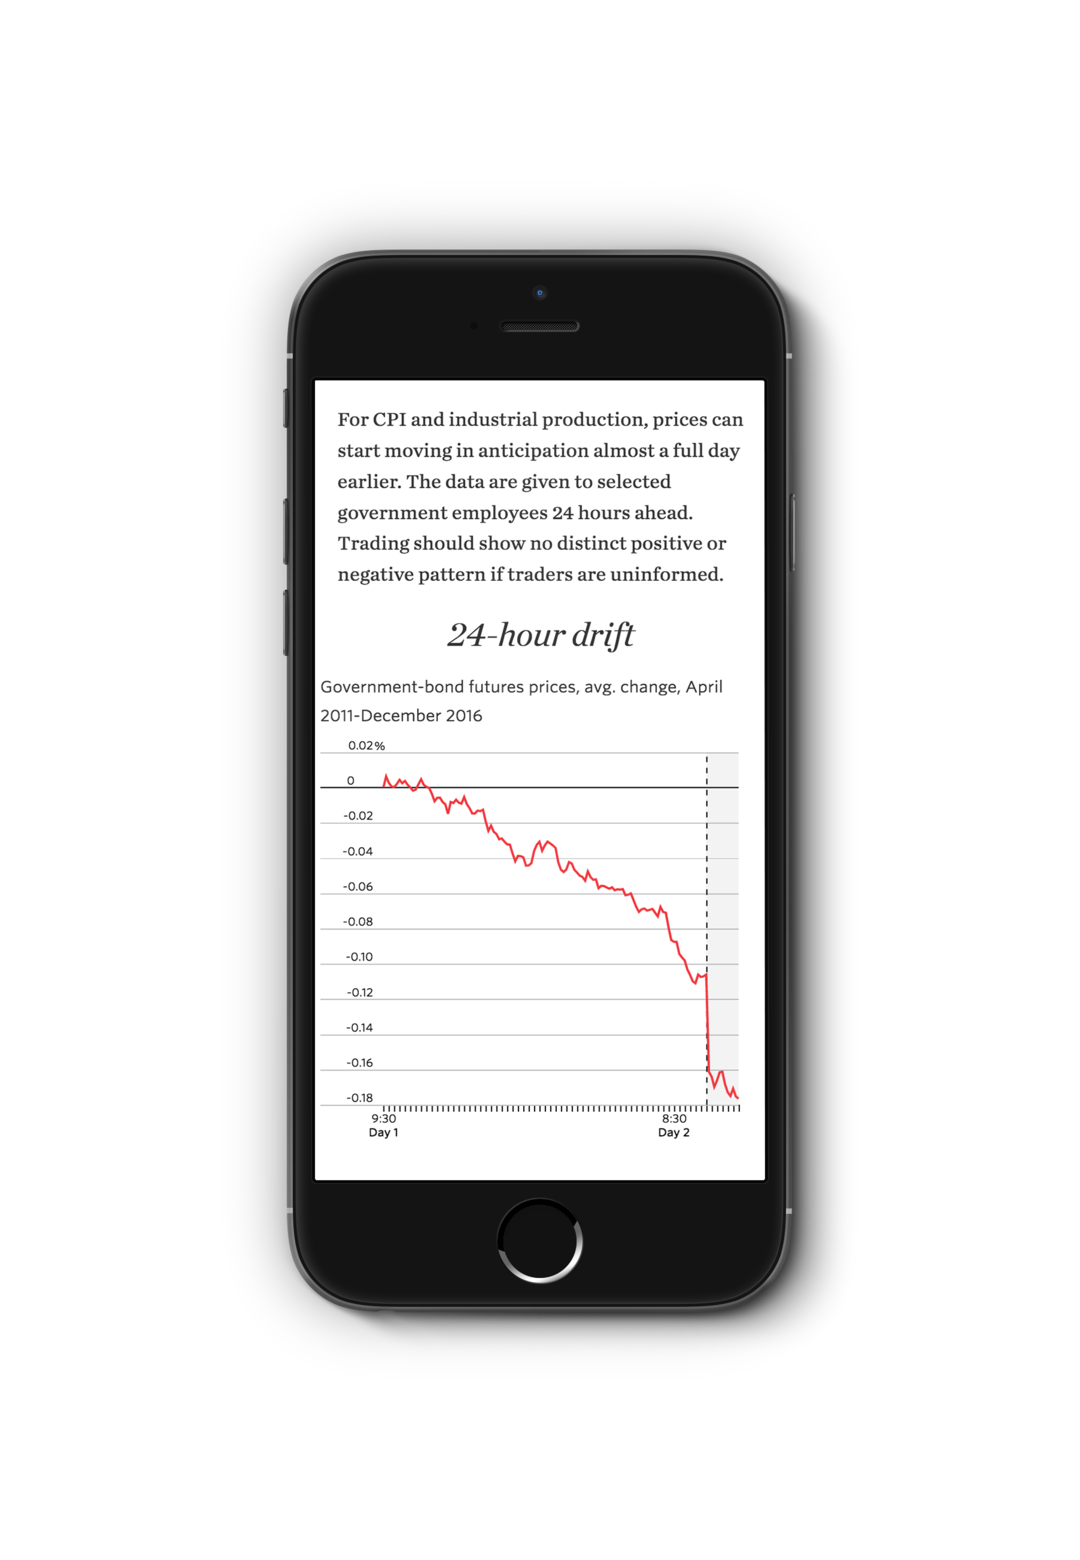 For CPI and industrial production, prices can
start moving in anticipation almost a full day
earlier. The data are given to selected
government employees 24 hours ahead.
Trading should show no distinct positive or
negative pattern if traders are uninformed.
24-hour drift
Government-bond futures prices, avg. change, April
2011-December 2016
0.02%
0
-0.02
-0.04
-0.06
-0.08
-0.10
-0.12
-0.14
-0.16
-0.18
9:30 8:30
Day 1 Day 2